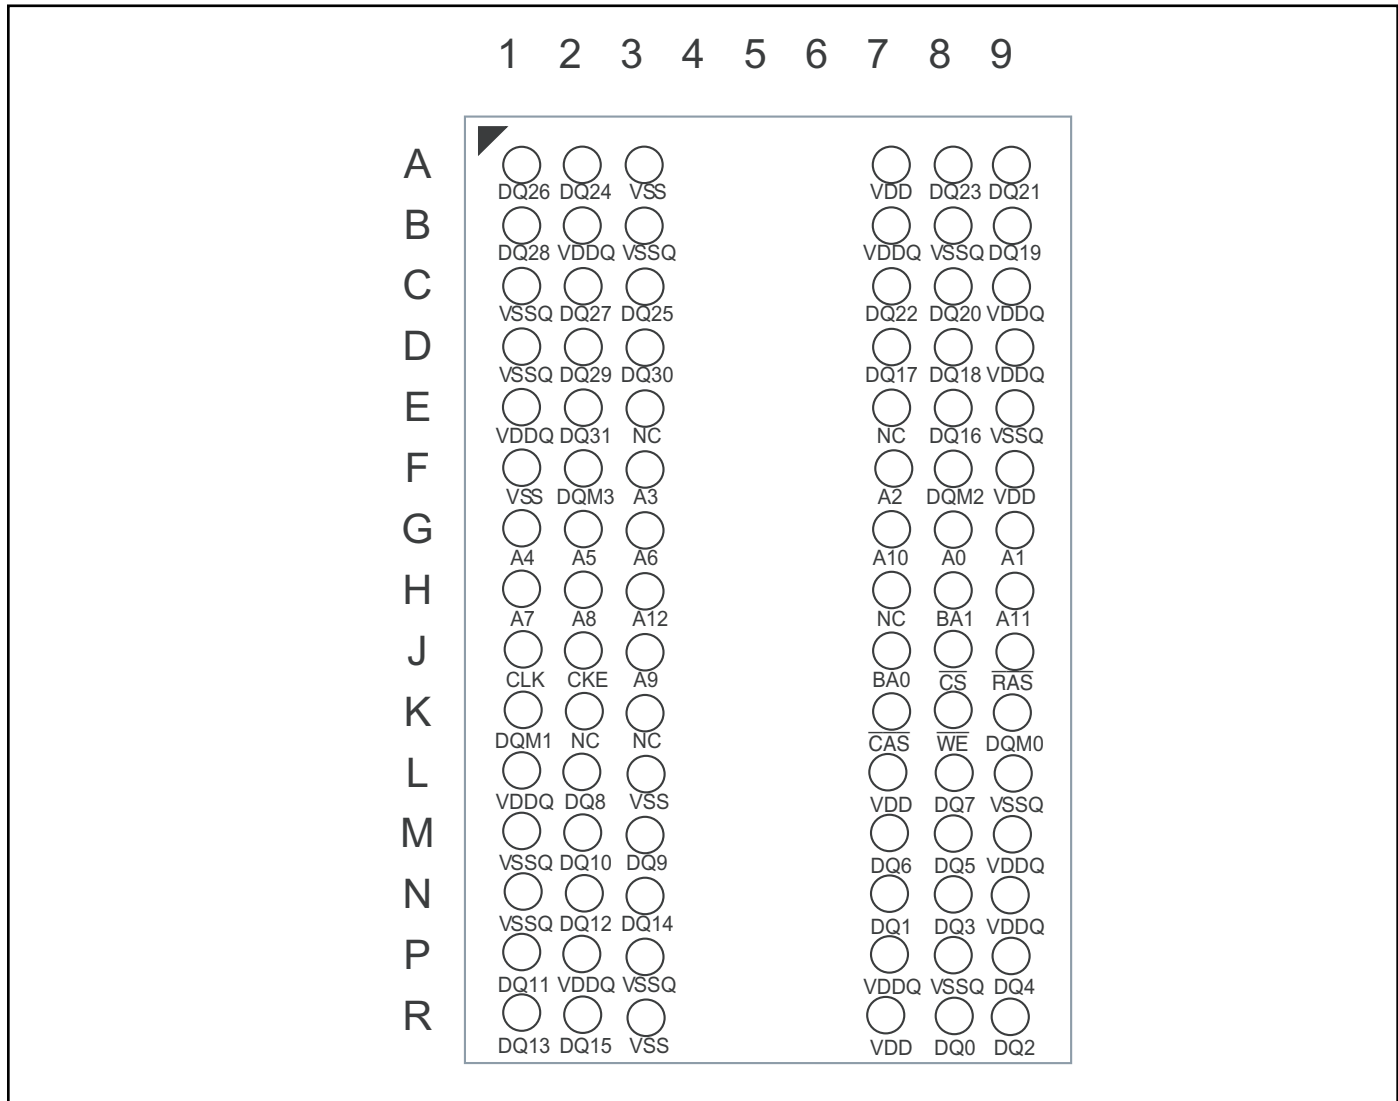 1 2 3 4 5 6 7 8 9
A
DQ26 DQ24 VSS VDD DQ23 DQ21
B
DQ28 VDDQ VSSQ VDDQ VSSQ DQ19
C
VSSQ DQ27 DQ25 DQ22 DQ20 VDDQ
D
VSSQ DQ29 DQ30 DQ17 DQ18 VDDQ
E
VDDQ DQ31 NC NC DQ16 VSSQ
F
VSS DQM3 A3 A2 DQM2 VDD
G
A4 A5 A6 A10 A0 A1
H
A7 A8 A12 NC BA1 A11
J
CLK CKE A9 BA0 C̅S̅ R̅A̅S̅
K
DQM1 NC NC C̅A̅S̅ W̅E̅ DQM0
L
VDDQ DQ8 VSS VDD DQ7 VSSQ
M
VSSQ DQ10 DQ9 DQ6 DQ5 VDDQ
N
VSSQ DQ12 DQ14 DQ1 DQ3 VDDQ
P
DQ11 VDDQ VSSQ VDDQ VSSQ DQ4
R
DQ13 DQ15 VSS VDD DQ0 DQ2